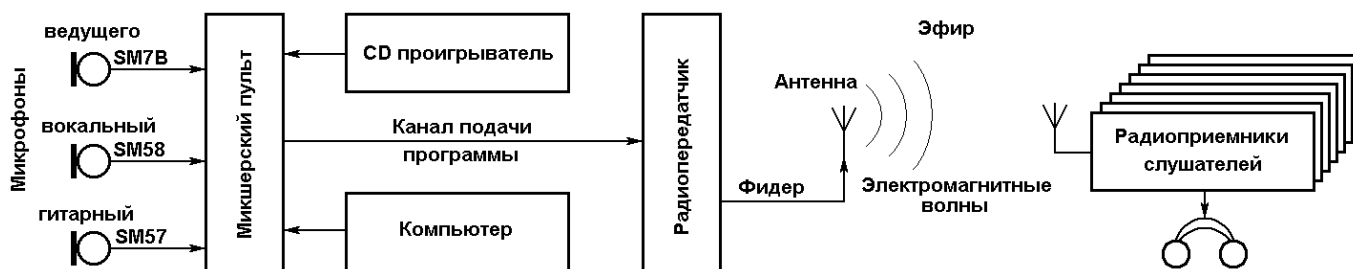 Микрофоны
ведущего
SM7B
вокальный
SM58
гитарный
SM57
Микшерский пульт
CD проигрыватель
Канал подачи
программы
Компьютер
Радиопередатчик
Фидер
Антенна
Эфир
Электромагнитные
волны
Радиоприемники
слушателей